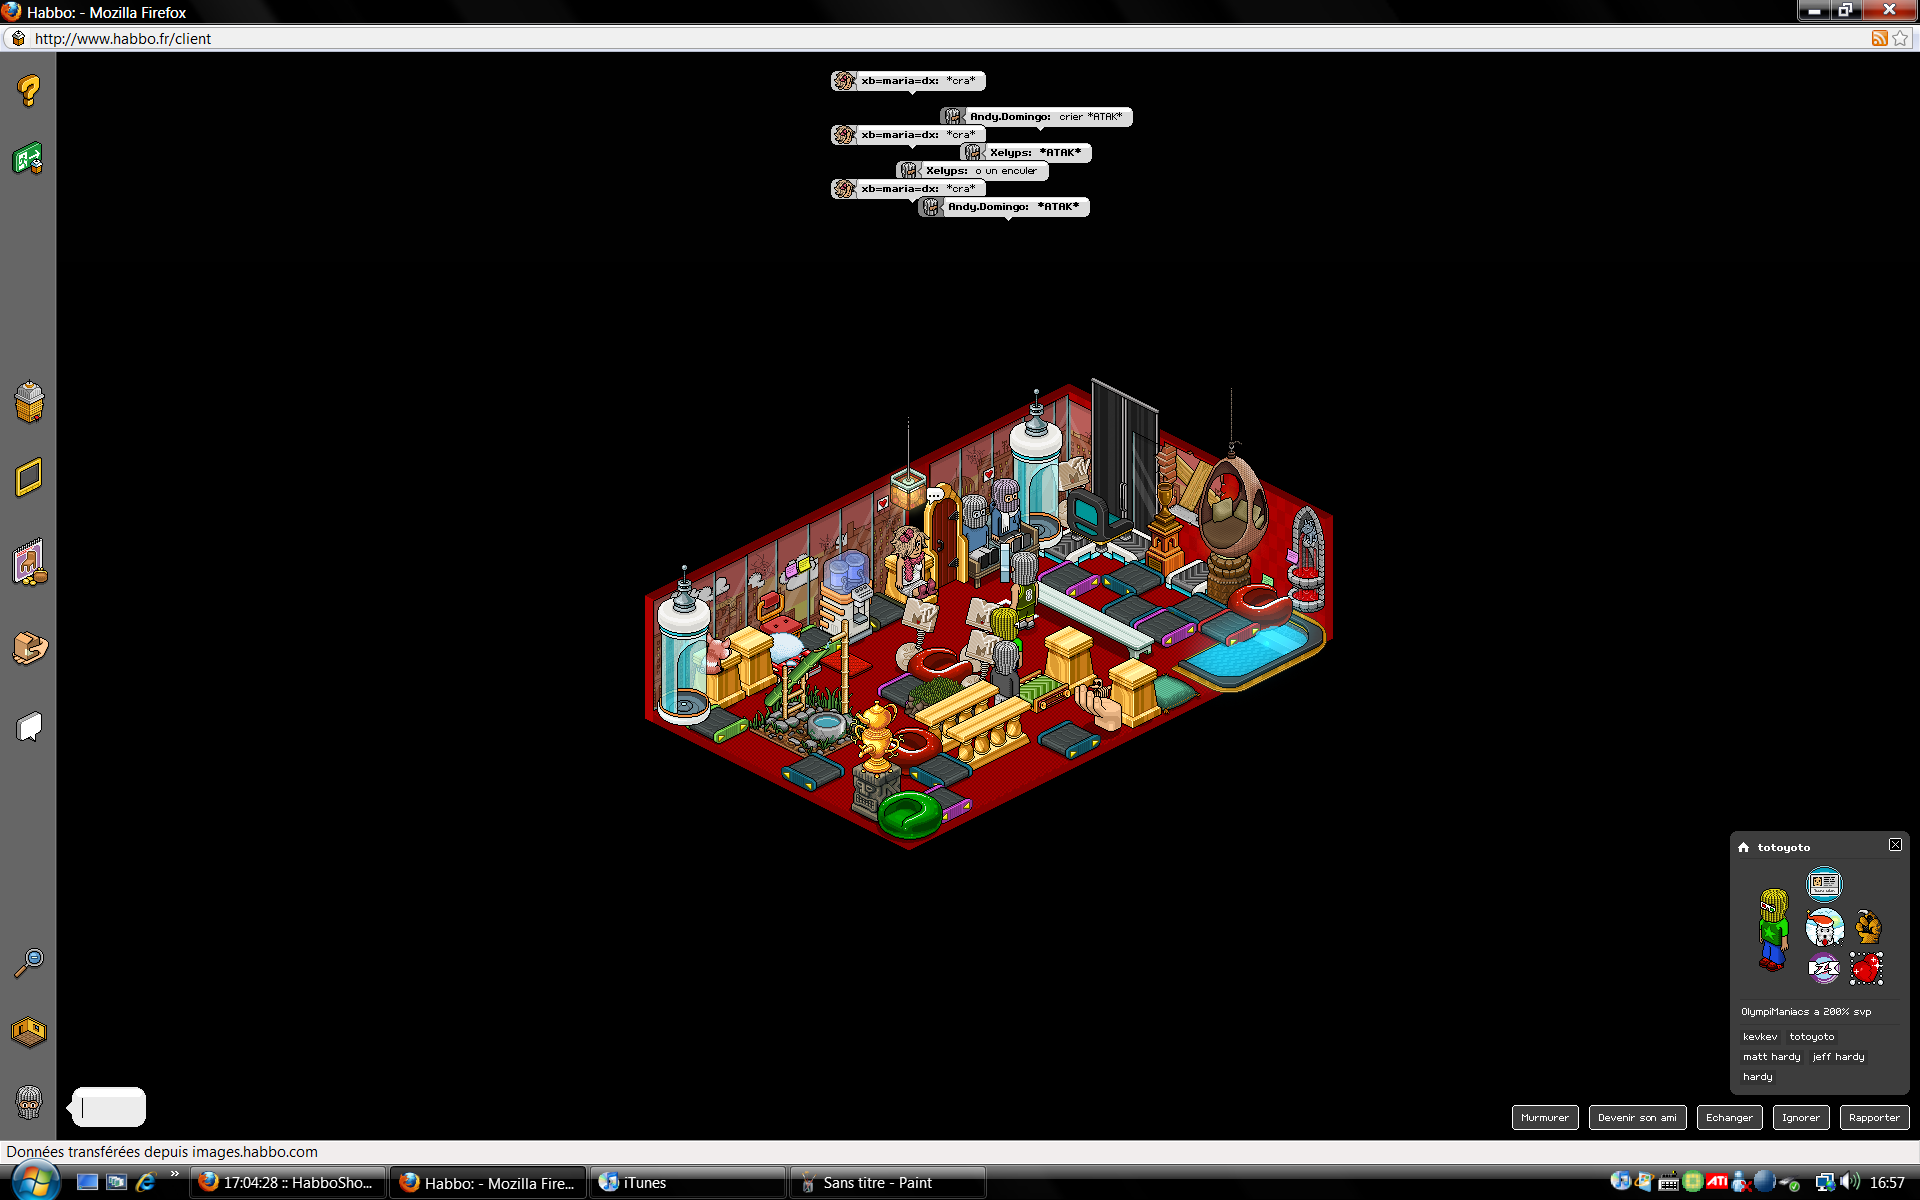 Habbo: - Mozilla Firefox
http://www.habbo.fr/client
xb=maria=dx: *cra*
Andy.Domingo: crier *ATAK*
xb=maria=dx: *cra*
Xelyps: *ATAK*
Xelyps: o un enculer
xb=maria=dx: *cra*
Andy.Domingo: *ATAK*
totoyoto
OlympiManiacs a 200% svp
kevkev totoyoto
matt hardy jeff hardy
hardy
Murmurer Devenir son ami Echanger Ignorer Rapporter
Données transférées depuis images.habbo.com
17:04:28 :: HabboSho... Habbo: - Mozilla Fire... iTunes Sans titre - Paint ATI 16:57